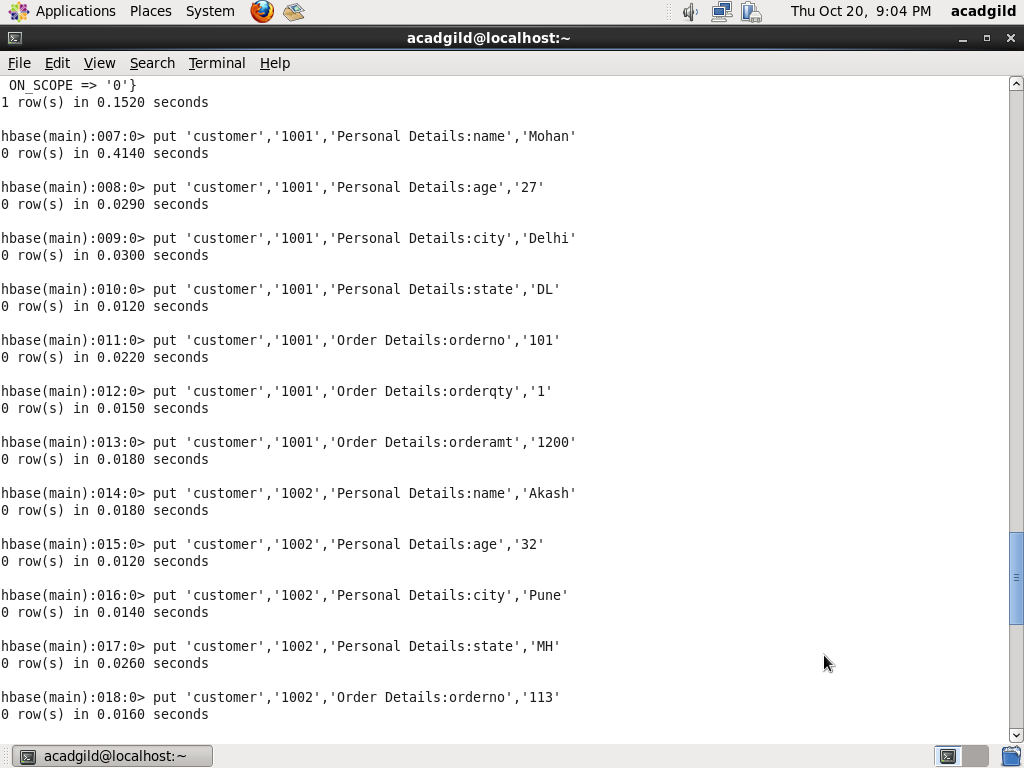 Applications Places System Thu Oct 20, 9:04 PM acadgild
acadgild@localhost:~
File Edit View Search Terminal Help
ON_SCOPE => '0'}
1 row(s) in 0.1520 seconds
hbase(main):007:0> put 'customer','1001','Personal Details:name','Mohan'
0 row(s) in 0.4140 seconds
hbase(main):008:0> put 'customer','1001','Personal Details:age','27'
0 row(s) in 0.0290 seconds
hbase(main):009:0> put 'customer','1001','Personal Details:city','Delhi'
0 row(s) in 0.0300 seconds
hbase(main):010:0> put 'customer','1001','Personal Details:state','DL'
0 row(s) in 0.0120 seconds
hbase(main):011:0> put 'customer','1001','Order Details:orderno','101'
0 row(s) in 0.0220 seconds
hbase(main):012:0> put 'customer','1001','Order Details:orderqty','1'
0 row(s) in 0.0150 seconds
hbase(main):013:0> put 'customer','1001','Order Details:orderamt','1200'
0 row(s) in 0.0180 seconds
hbase(main):014:0> put 'customer','1002','Personal Details:name','Akash'
0 row(s) in 0.0180 seconds
hbase(main):015:0> put 'customer','1002','Personal Details:age','32'
0 row(s) in 0.0120 seconds
hbase(main):016:0> put 'customer','1002','Personal Details:city','Pune'
0 row(s) in 0.0140 seconds
hbase(main):017:0> put 'customer','1002','Personal Details:state','MH'
0 row(s) in 0.0260 seconds
hbase(main):018:0> put 'customer','1002','Order Details:orderno','113'
0 row(s) in 0.0160 seconds
acadgild@localhost:~